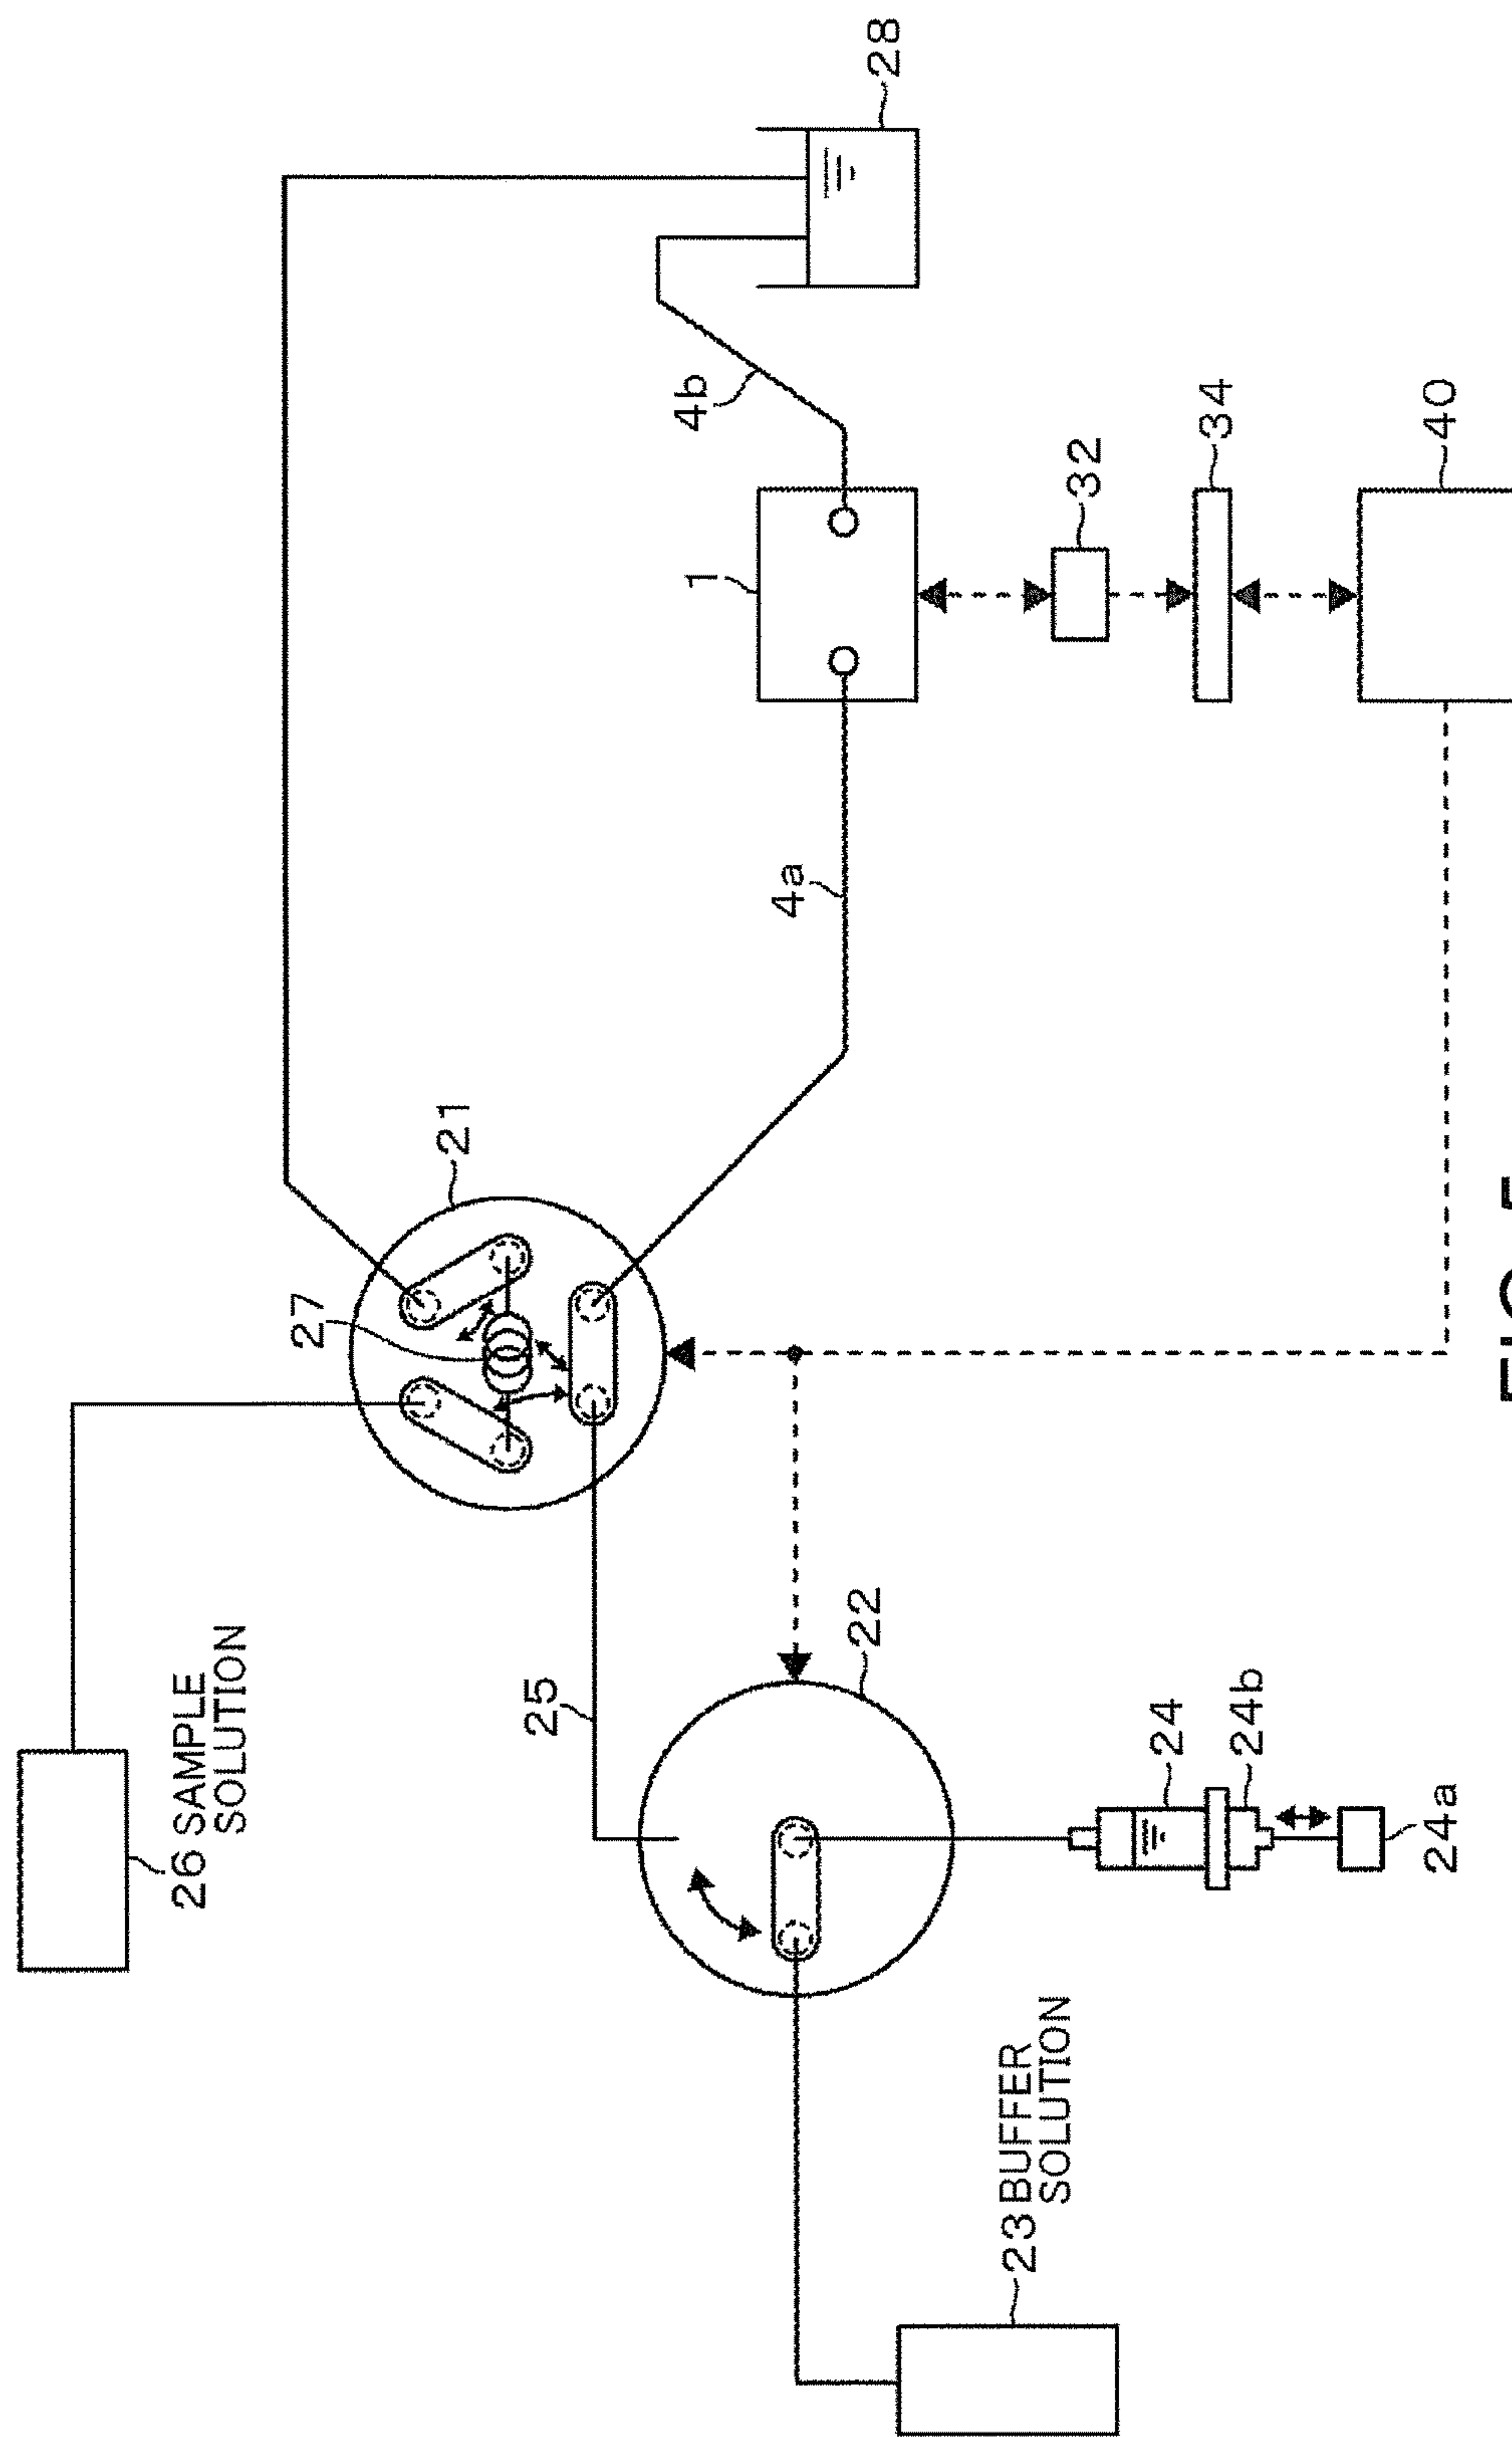 26 SAMPLE
SOLUTION
27
21
25
4b
1
4a
22
28
23 BUFFER
SOLUTION
32
24
34
24b
24a
40